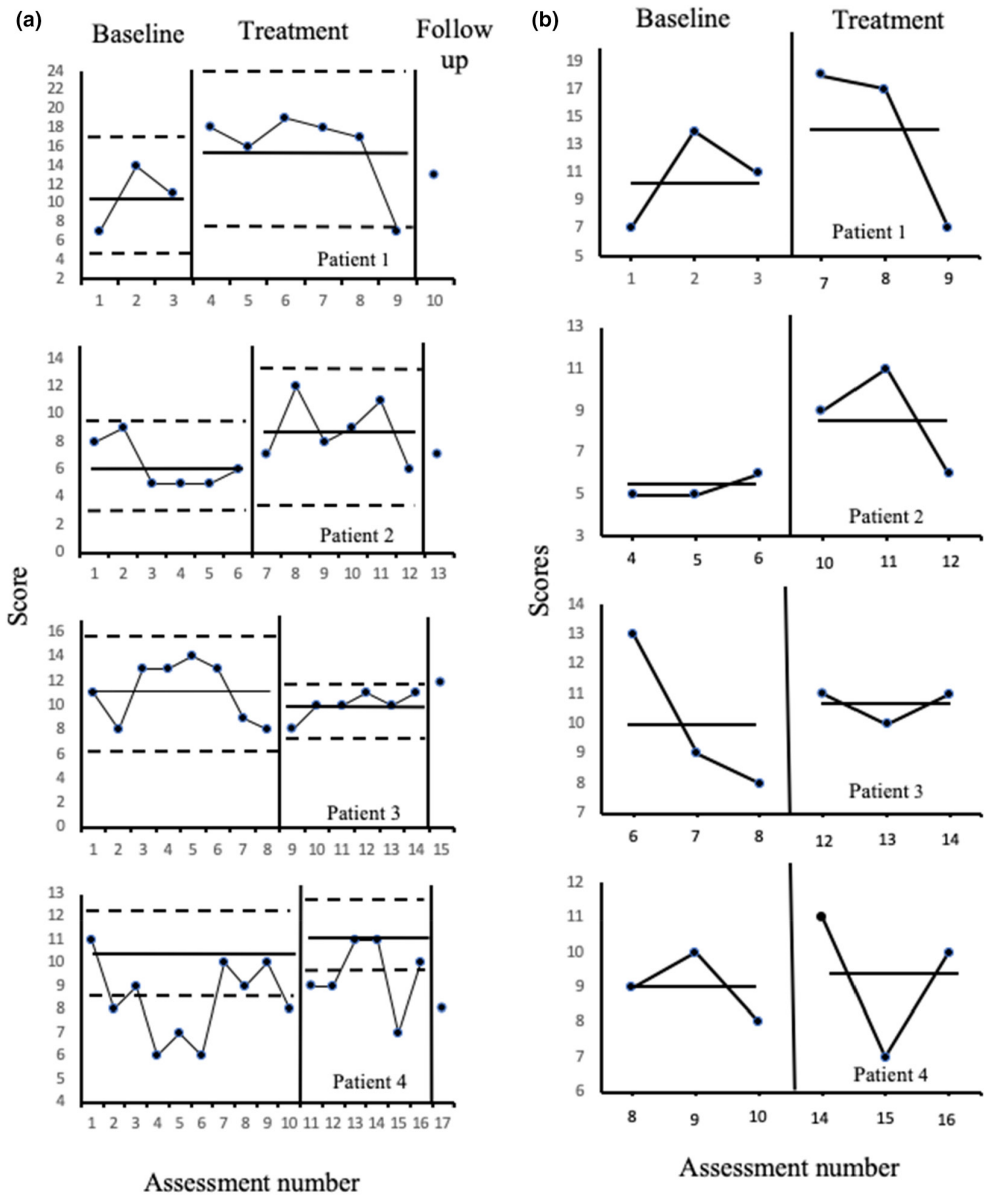 (a)
Baseline Treatment Follow
up
24
22
20
18
16
14
12
10
8
6
4
2
Patient 1
1 2 3 4 5 6 7 8 9 10
14
12
10
8
6
4
2
0
Patient 2
1 2 3 4 5 6 7 8 9 10 11 12 13
Score
16
14
12
10
8
6
4
2
0
Patient 3
1 2 3 4 5 6 7 8 9 10 11 12 13 14 15
13
12
11
10
9
8
7
6
5
4
Patient 4
1 2 3 4 5 6 7 8 9 10 11 12 13 14 15 16 17
Assessment number
(b)
Baseline Treatment
19
17
15
13
11
9
7
5
Patient 1
1 2 3 7 8 9
13
11
9
7
5
3
Patient 2
4 5 6 10 11 12
Scores
14
13
12
11
10
9
8
7
Patient 3
6 7 8 12 13 14
12
11
10
9
8
7
6
Patient 4
8 9 10 14 15 16
Assessment number